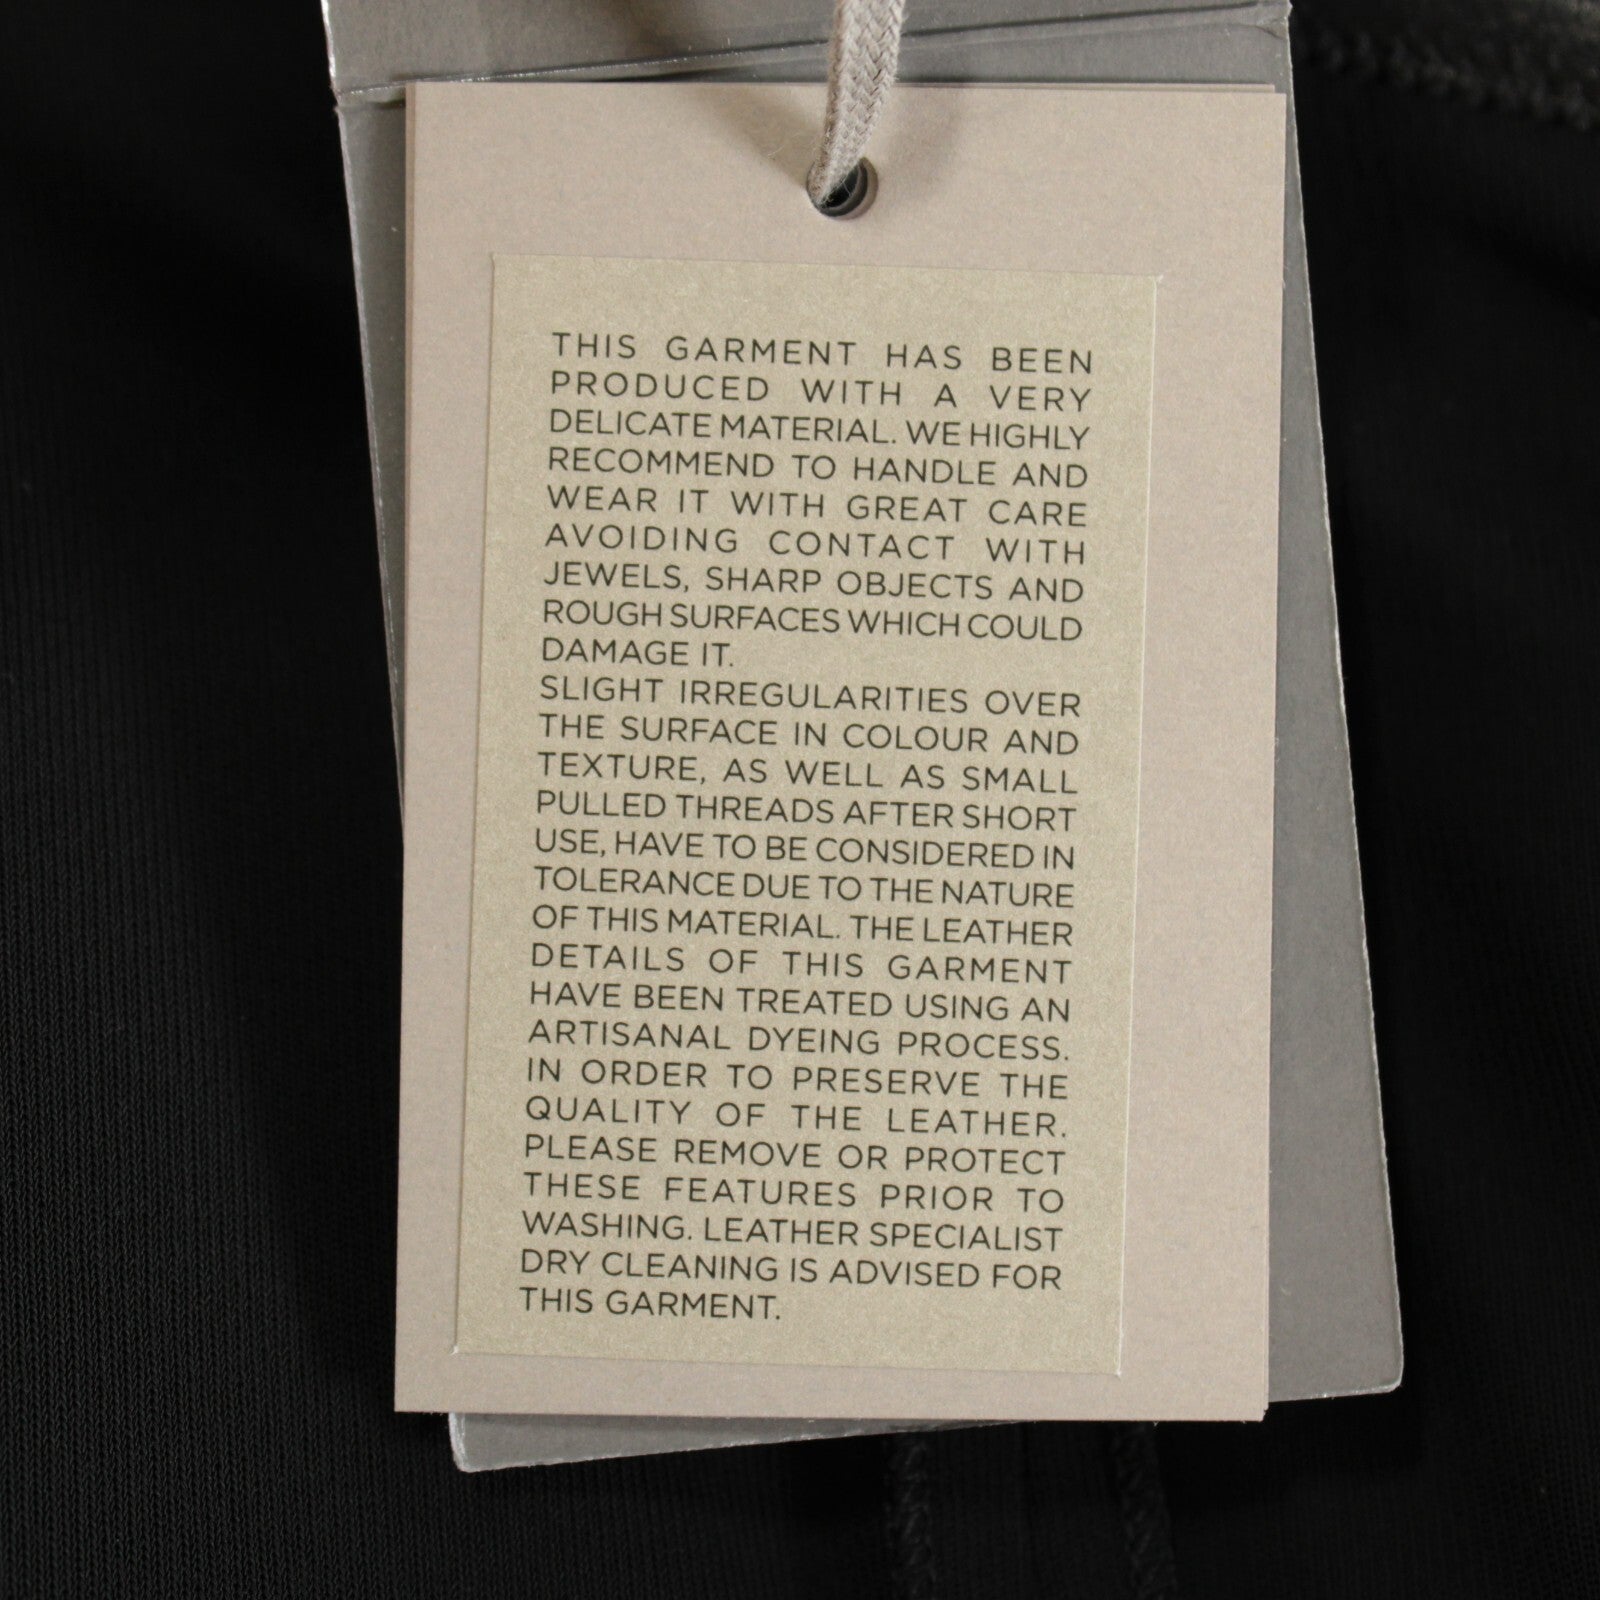 THIS GARMENT HAS BEEN
PRODUCED WITH A VERY
DELICATE MATERIAL. WE HIGHLY
RECOMMEND TO HANDLE AND
WEAR IT WITH GREAT CARE
AVOIDING CONTACT WITH
JEWELS, SHARP OBJECTS AND
ROUGH SURFACES WHICH COULD
DAMAGE IT.
SLIGHT IRREGULARITIES OVER
THE SURFACE IN COLOUR AND
TEXTURE, AS WELL AS SMALL
PULLED THREADS AFTER SHORT
USE, HAVE TO BE CONSIDERED IN
TOLERANCE DUE TO THE NATURE
OF THIS MATERIAL. THE LEATHER
DETAILS OF THIS GARMENT
HAVE BEEN TREATED USING AN
ARTISANAL DYEING PROCESS.
IN ORDER TO PRESERVE THE
QUALITY OF THE LEATHER.
PLEASE REMOVE OR PROTECT
THESE FEATURES PRIOR TO
WASHING. LEATHER SPECIALIST
DRY CLEANING IS ADVISED FOR
THIS GARMENT.